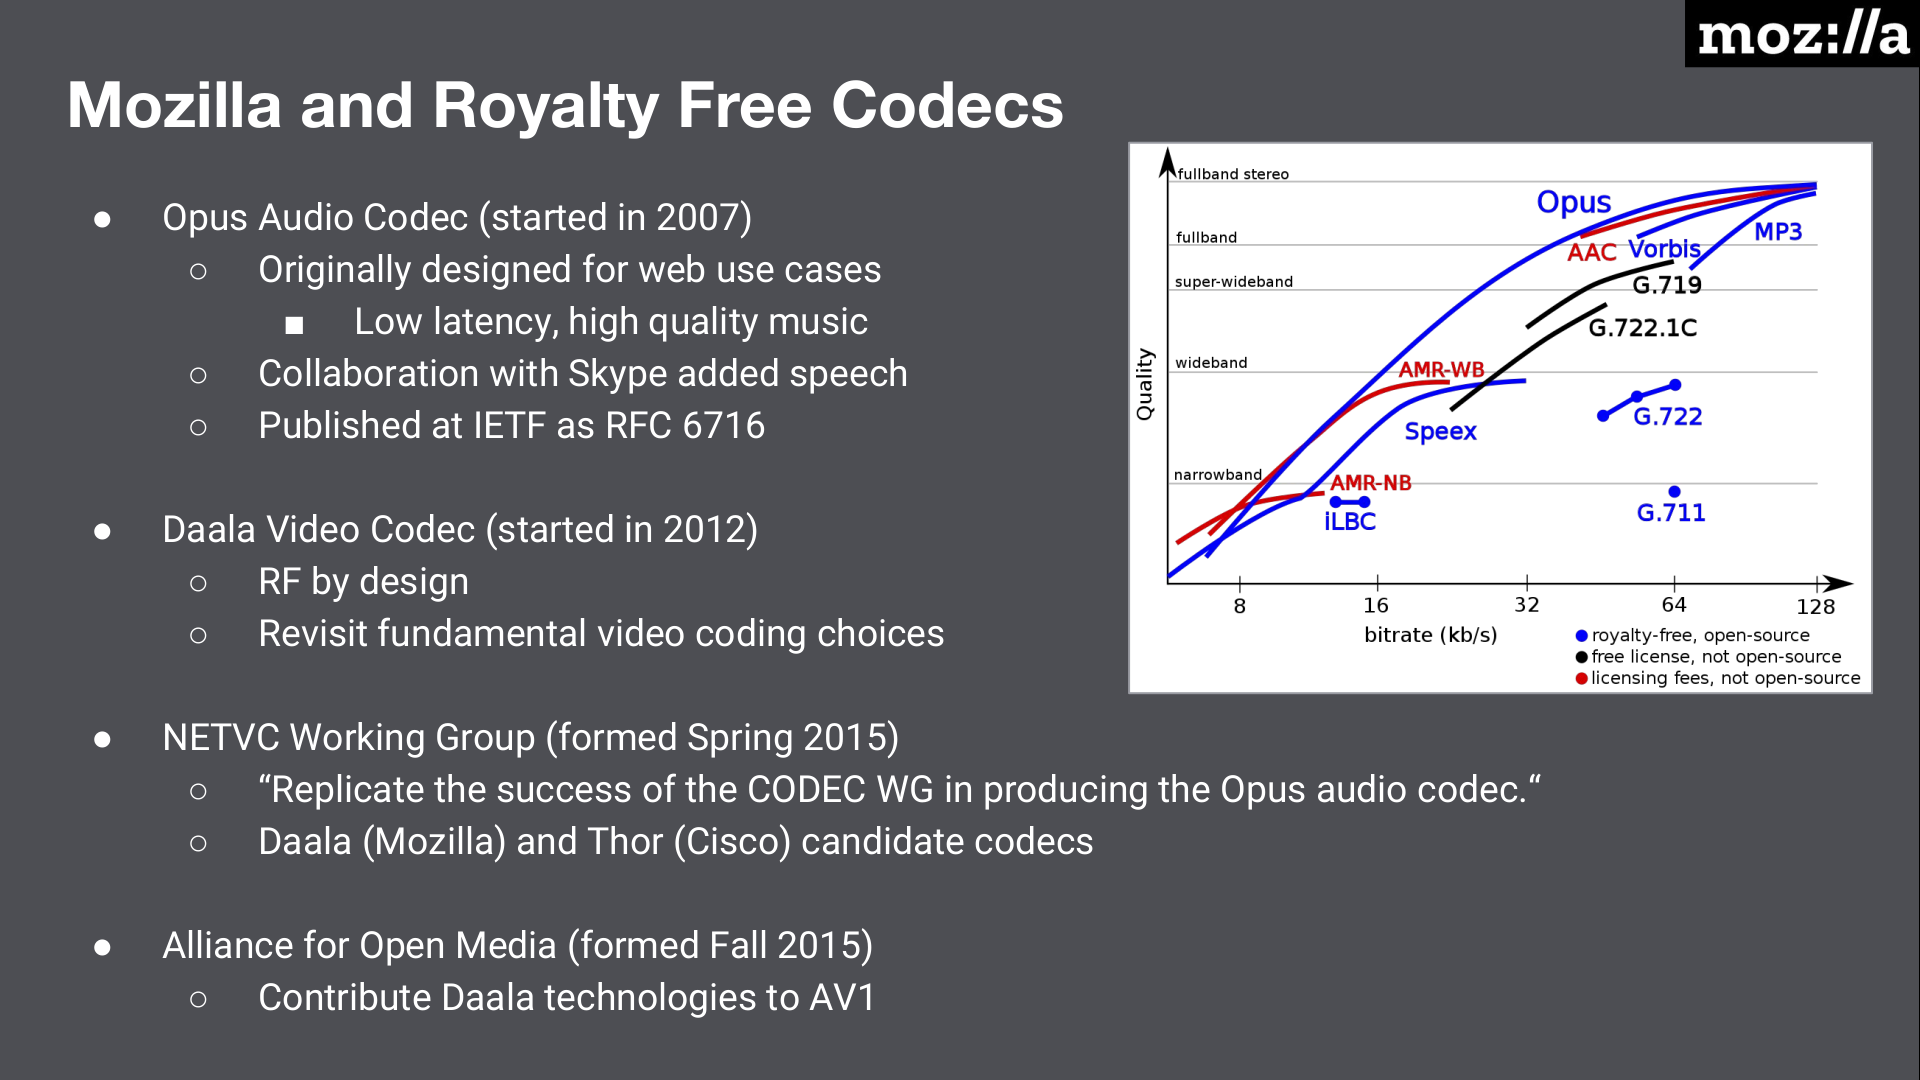 moz://a
Mozilla and Royalty Free Codecs
● Opus Audio Codec (started in 2007)
○ Originally designed for web use cases
■ Low latency, high quality music
○ Collaboration with Skype added speech
○ Published at IETF as RFC 6716
● Daala Video Codec (started in 2012)
○ RF by design
○ Revisit fundamental video coding choices
● NETVC Working Group (formed Spring 2015)
○ “Replicate the success of the CODEC WG in producing the Opus audio codec.“
○ Daala (Mozilla) and Thor (Cisco) candidate codecs
● Alliance for Open Media (formed Fall 2015)
○ Contribute Daala technologies to AV1
Quality
fullband stereo
fullband
super-wideband
wideband
narrowband
Opus
AAC
Vorbis
MP3
G.719
G.722.1C
AMR-WB
Speex
G.722
AMR-NB
iLBC
G.711
8 16 32 64 128
bitrate (kb/s)
royalty-free, open-source
free license, not open-source
licensing fees, not open-source